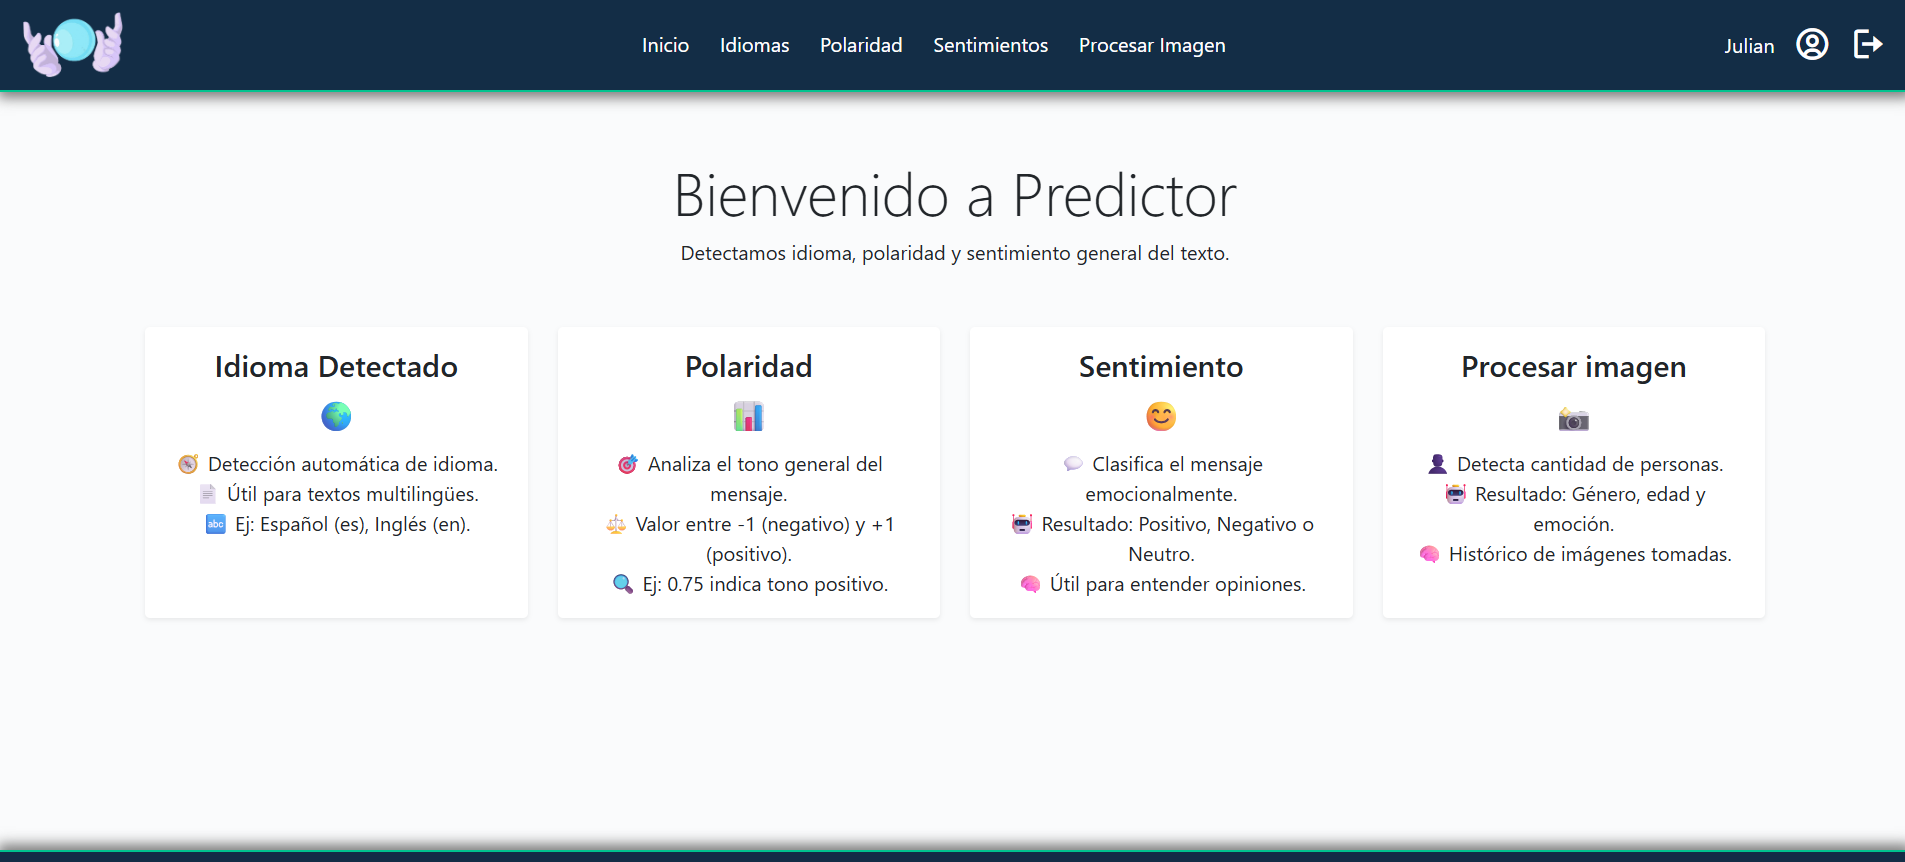 Inicio Idiomas Polaridad Sentimientos Procesar Imagen Julian
Bienvenido a Predictor
Detectamos idioma, polaridad y sentimiento general del texto.
Idioma Detectado
Detección automática de idioma.
Útil para textos multilingües.
abc Ej: Español (es), Inglés (en).
Polaridad
Analiza el tono general del
mensaje.
Valor entre -1 (negativo) y +1
(positivo).
Ej: 0.75 indica tono positivo.
Sentimiento
Clasifica el mensaje
emocionalmente.
Resultado: Positivo, Negativo o
Neutro.
Útil para entender opiniones.
Procesar imagen
Detecta cantidad de personas.
Resultado: Género, edad y
emoción.
Histórico de imágenes tomadas.